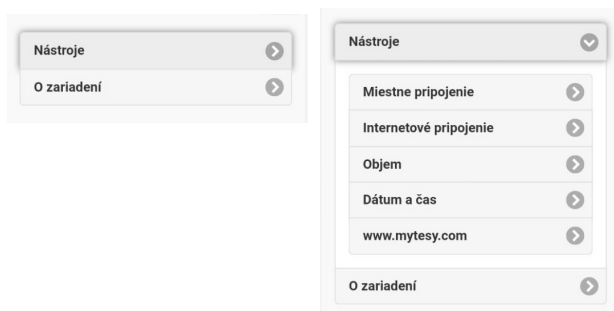 Nástroje
O zariadení
Nástroje
Miestne pripojenie
Internetové pripojenie
Objem
Dátum a čas
www.mytesy.com
O zariadení